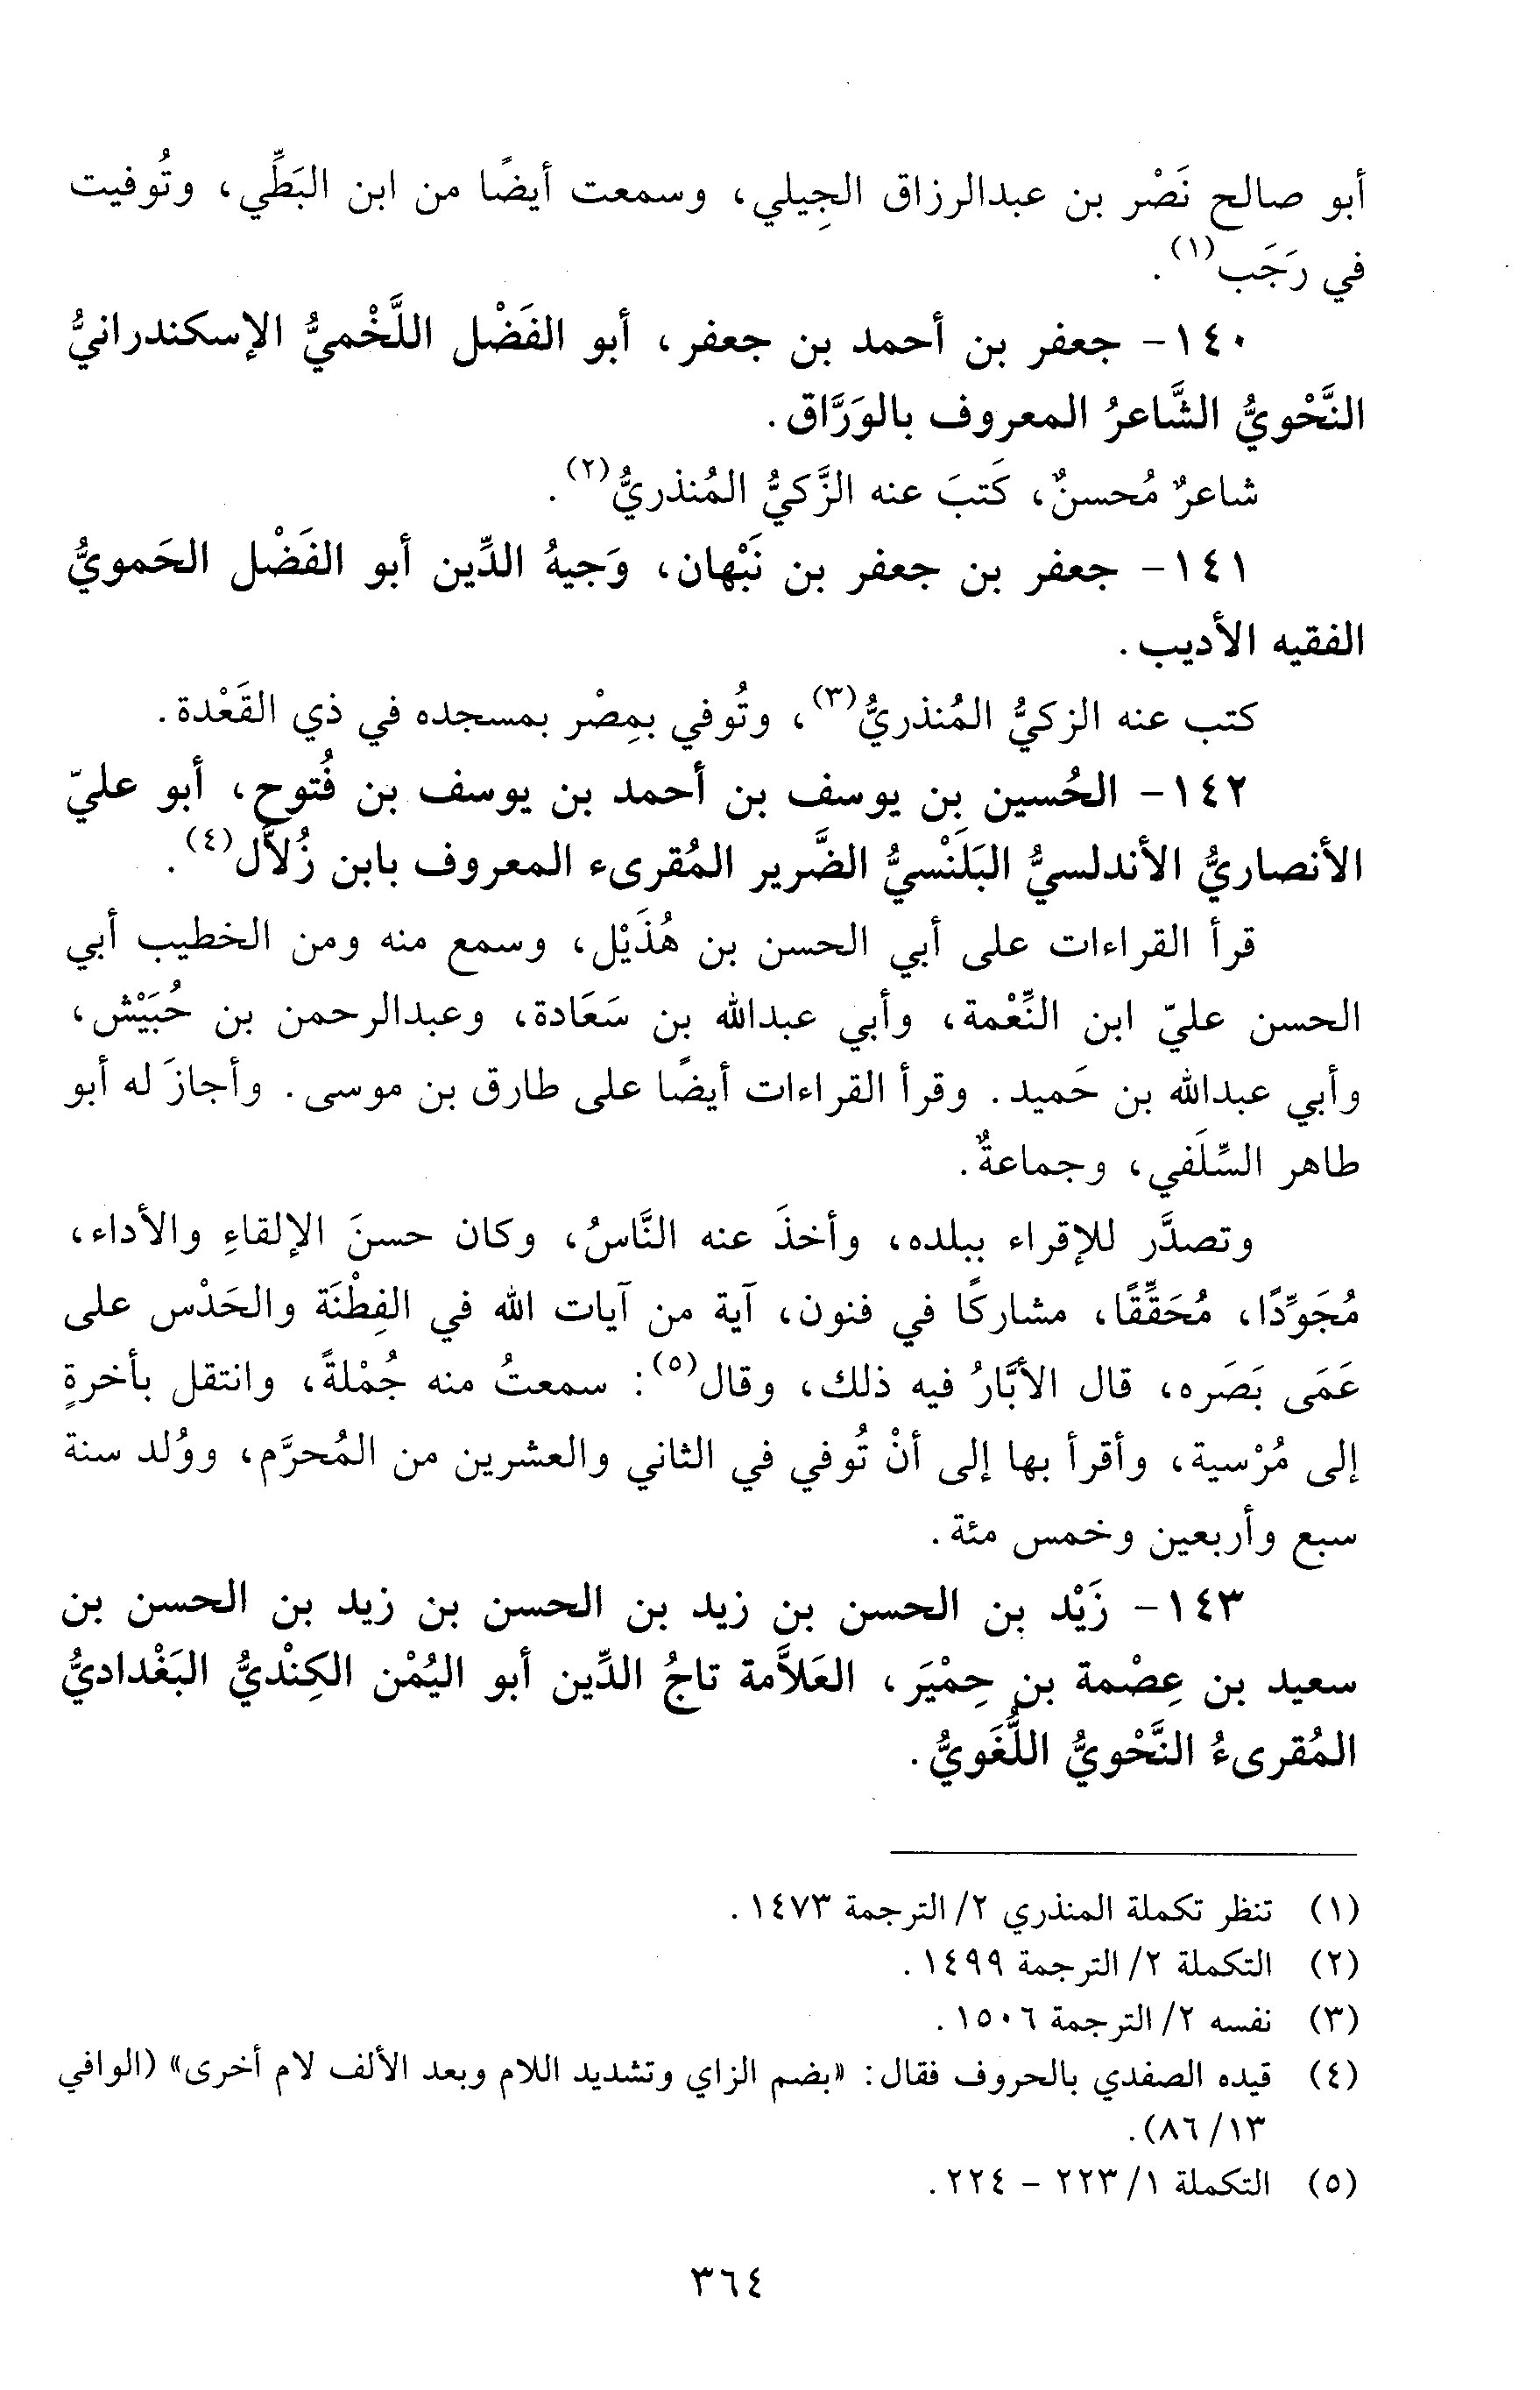 أبو صالح نَصْر بن عبدالرزاق الجِيلي، وسمعت أيضًا من ابن البَطِّي، وتُوفيت
في رَجَب(١).
١٤٠- جعفر بن أحمد بن جعفر، أبو الفَضْل اللَّخْميُّ الإسكندرانيُّ
النَّحْويُّ الشَّاعرُ المعروف بالوَرَّاق.
شاعرٌ مُحسنٌ، كَتبَ عنه الزَّكيُّ المُنذريُّ(٢).
١٤١- جعفر بن جعفر بن نَبْهان، وَجيهُ الدِّين أبو الفَضْل الحَمويُّ
الفقيه الأديب.
كتب عنه الزكيُّ المُنذريُّ(٣)، وتُوفي بمِصْر بمسجده في ذي القَعْدة.
١٤٢- الحُسين بن يوسف بن أحمد بن يوسف بن فُتوح، أبو عليّ
الأنصاريُّ الأندلسيُّ البَلَنْسيُّ الضَّرير المُقرىء المعروف بابن زُلاَّل(٤).
قرأ القراءات على أبي الحسن بن هُذَيْل، وسمع منه ومن الخطيب أبي
الحسن عليّ ابن النِّعْمة، وأبي عبدالله بن سَعَادة، وعبدالرحمن بن حُبَيْش،
وأبي عبدالله بن حَميد. وقرأ القراءات أيضًا على طارق بن موسى. وأجازَ له أبو
طاهر السِّلَفي، وجماعةٌ.
وتصدَّر للإقراء ببلده، وأخذَ عنه النَّاسُ، وكان حسنَ الإلقاءِ والأداء،
مُجَوِّدًا، مُحَقِّقًا، مشاركًا في فنون، آية من آيات الله في الفِطْنَة والحَدْس على
عَمَى بَصَره، قال الأبَّارُ فيه ذلك، وقال(٥): سمعتُ منه جُمْلةً، وانتقل بأخرةٍ
إلى مُرْسية، وأقرأ بها إلى أنْ تُوفي في الثاني والعشرين من المُحرَّم، ووُلد سنة
سبع وأربعين وخمس مئة.
١٤٣- زَيْد بن الحسن بن زيد بن الحسن بن زيد بن الحسن بن
سعيد بن عِصْمة بن حِمْيَر، العَلاَّمة تاجُ الدِّين أبو اليُمْن الكِنْديُّ البَغْداديُّ
المُقرىءُ النَّحْويُّ اللُّغَويُّ.
(١) تنظر تكملة المنذري ٢/ الترجمة ١٤٧٣.
(٢) التكملة ٢/ الترجمة ١٤٩٩.
(٣) نفسه ٢/ الترجمة ١٥٠٦.
(٤) قيده الصفدي بالحروف فقال: «بضم الزاي وتشديد اللام وبعد الألف لام أخرى» (الوافي
١٣/ ٨٦).
(٥) التكملة ١/ ٢٢٣ - ٢٢٤.
٣٦٤